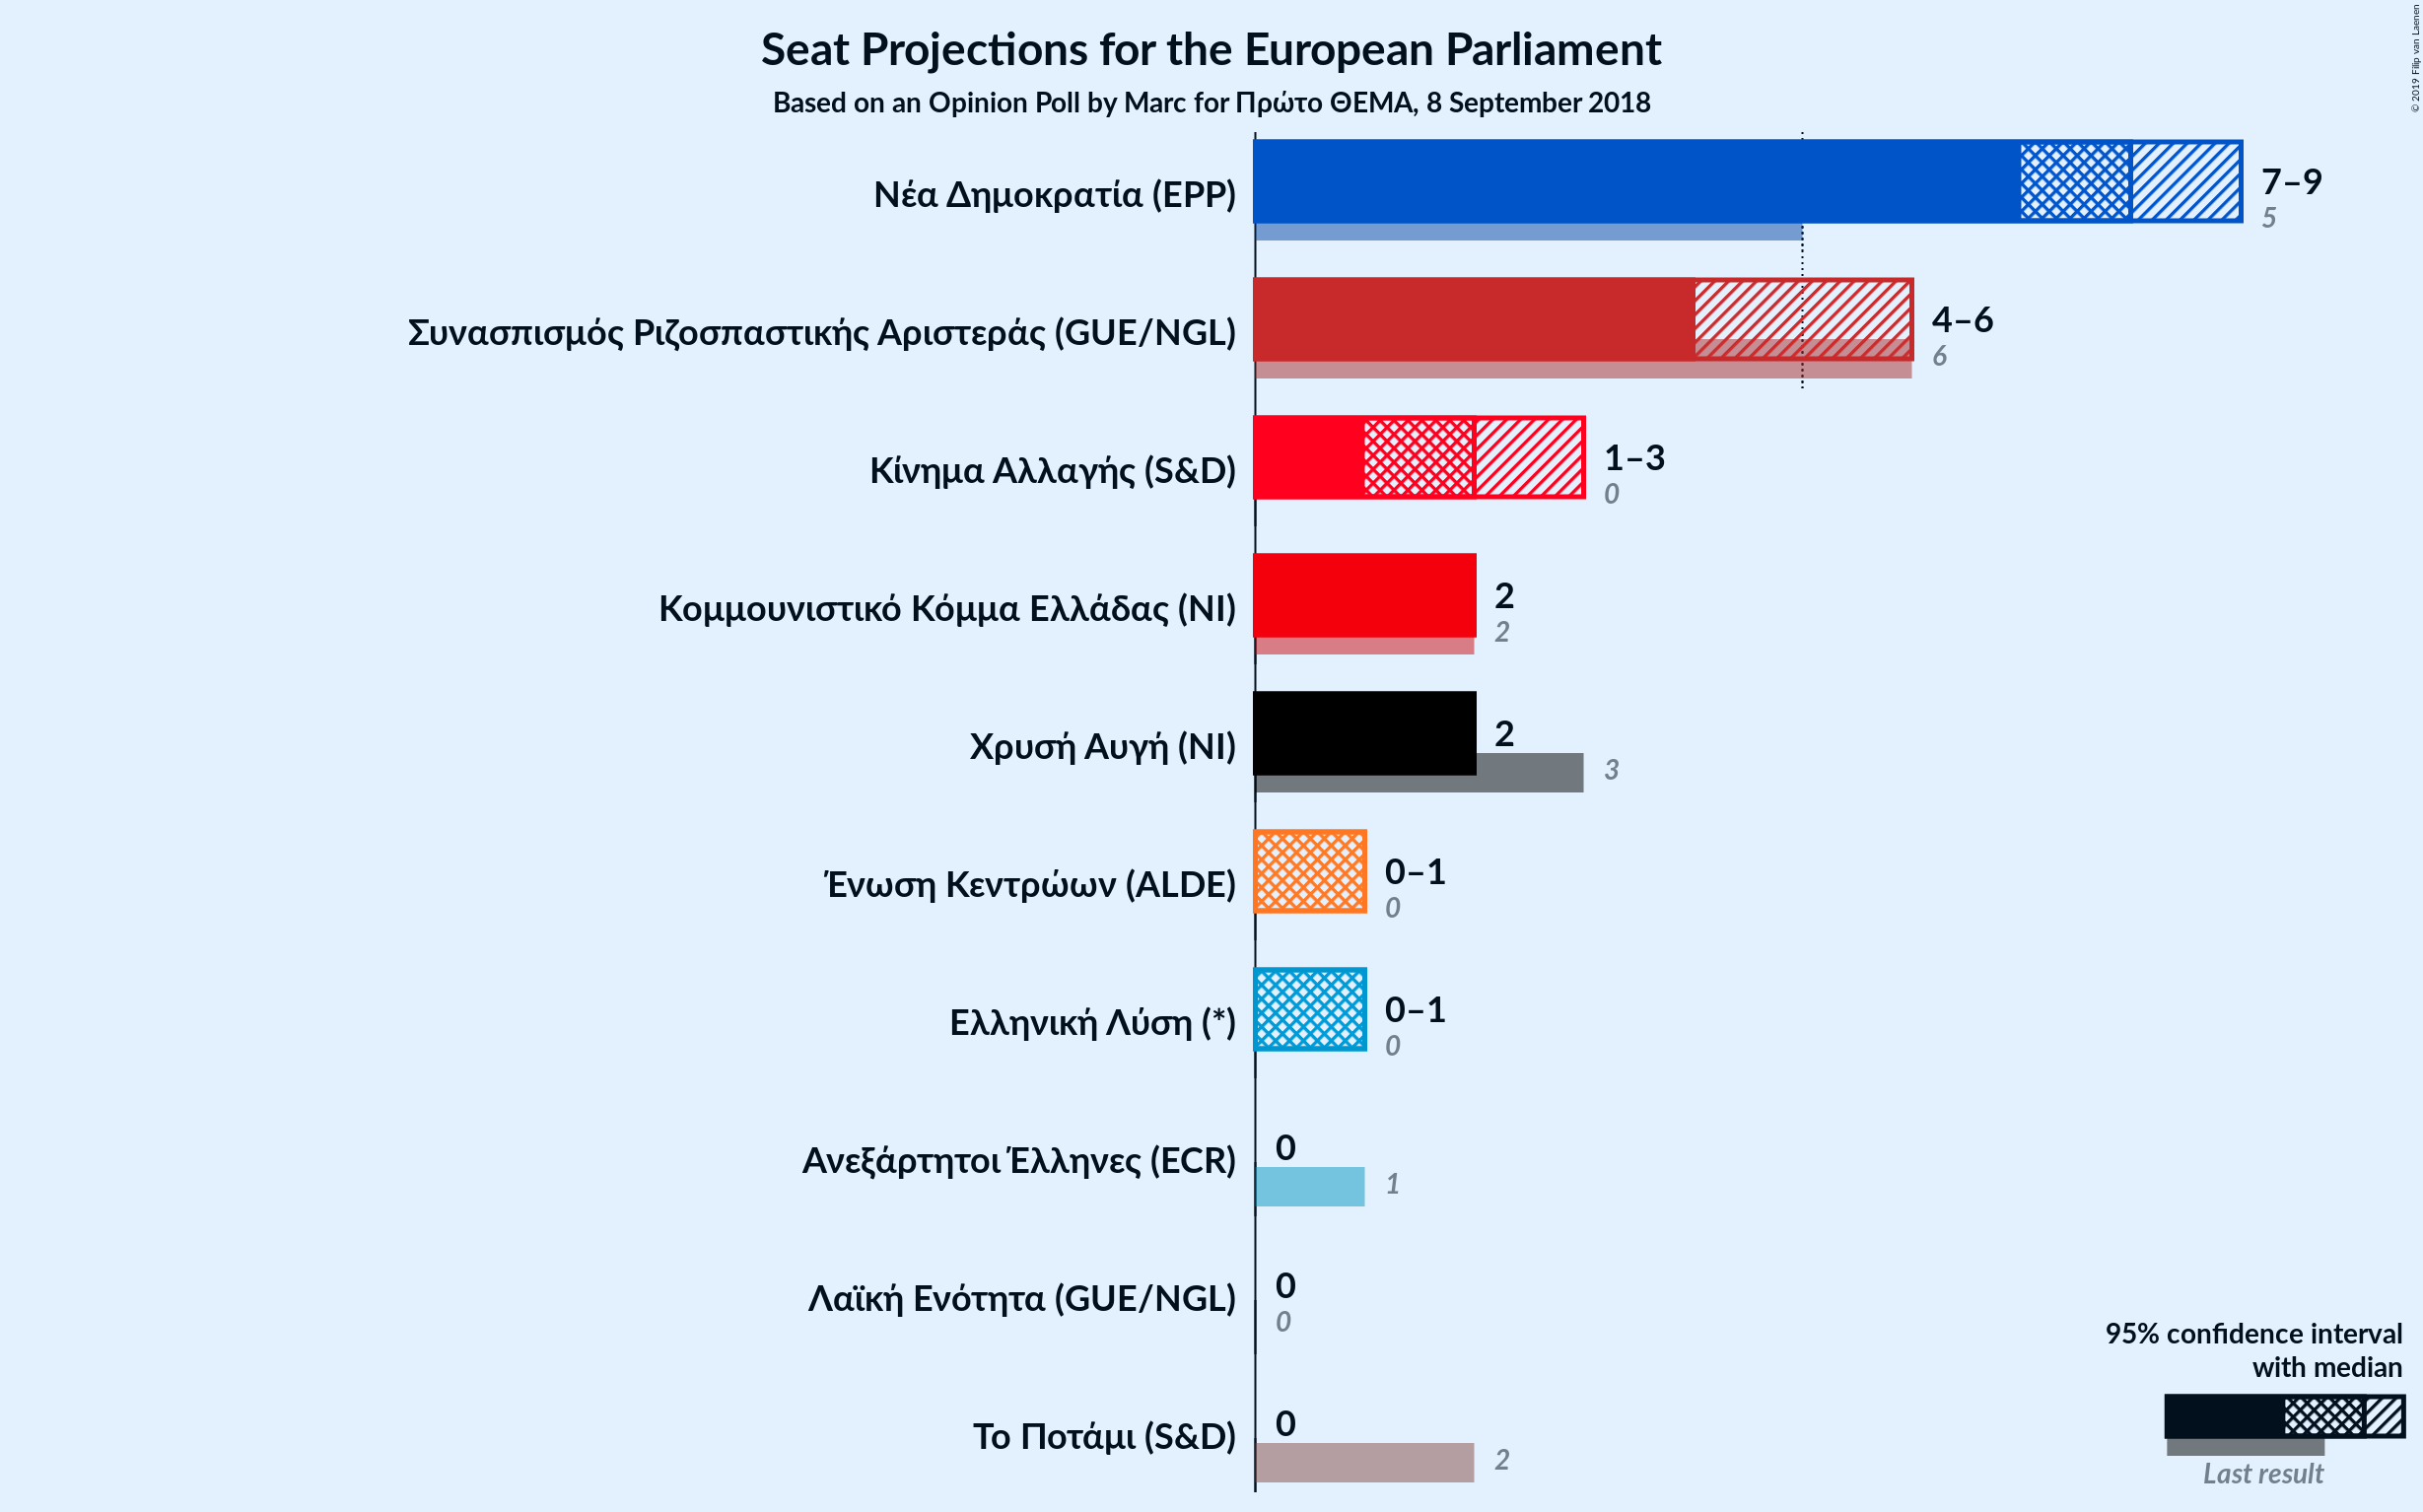 Seat Projections for the European Parliament
Based on an Opinion Poll by Marc for Πρώτο ΘΕΜΑ, 8 September 2018
© 2019 Filip van Laenen
Νέα Δημοκρατία (EPP)
7–9
5
Συνασπισμός Ριζοσπαστικής Αριστεράς (GUE/NGL)
4–6
6
Κίνημα Αλλαγής (S&D)
1–3
0
Κομμουνιστικό Κόμμα Ελλάδας (NI)
2
2
Χρυσή Αυγή (NI)
2
3
Ένωση Κεντρώων (ALDE)
0–1
0
Ελληνική Λύση (*)
0–1
0
Ανεξάρτητοι Έλληνες (ECR)
0
1
Λαϊκή Ενότητα (GUE/NGL)
0
0
Το Ποτάμι (S&D)
0
2
95% confidence interval
with median
Last result